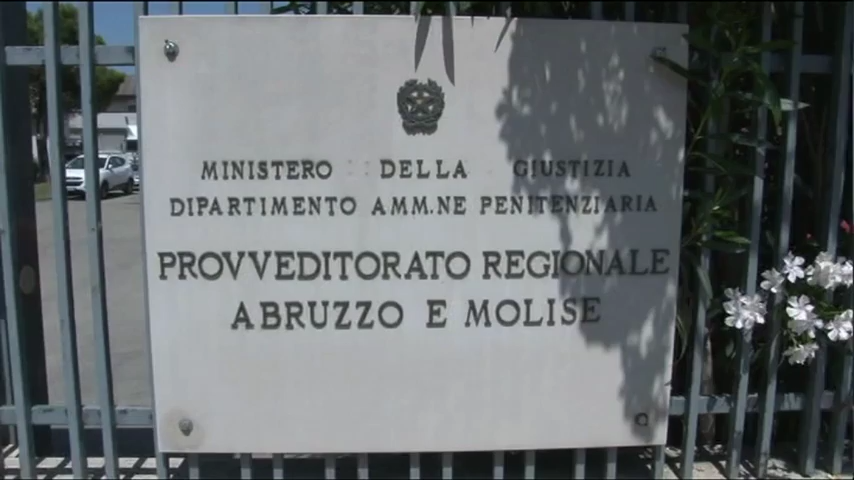 MINISTERO DELLA GIUSTIZIA
DIPARTIMENTO AMM.NE PENITENZIARIA
PROVVEDITORATO REGIONALE
ABRUZZO E MOLISE